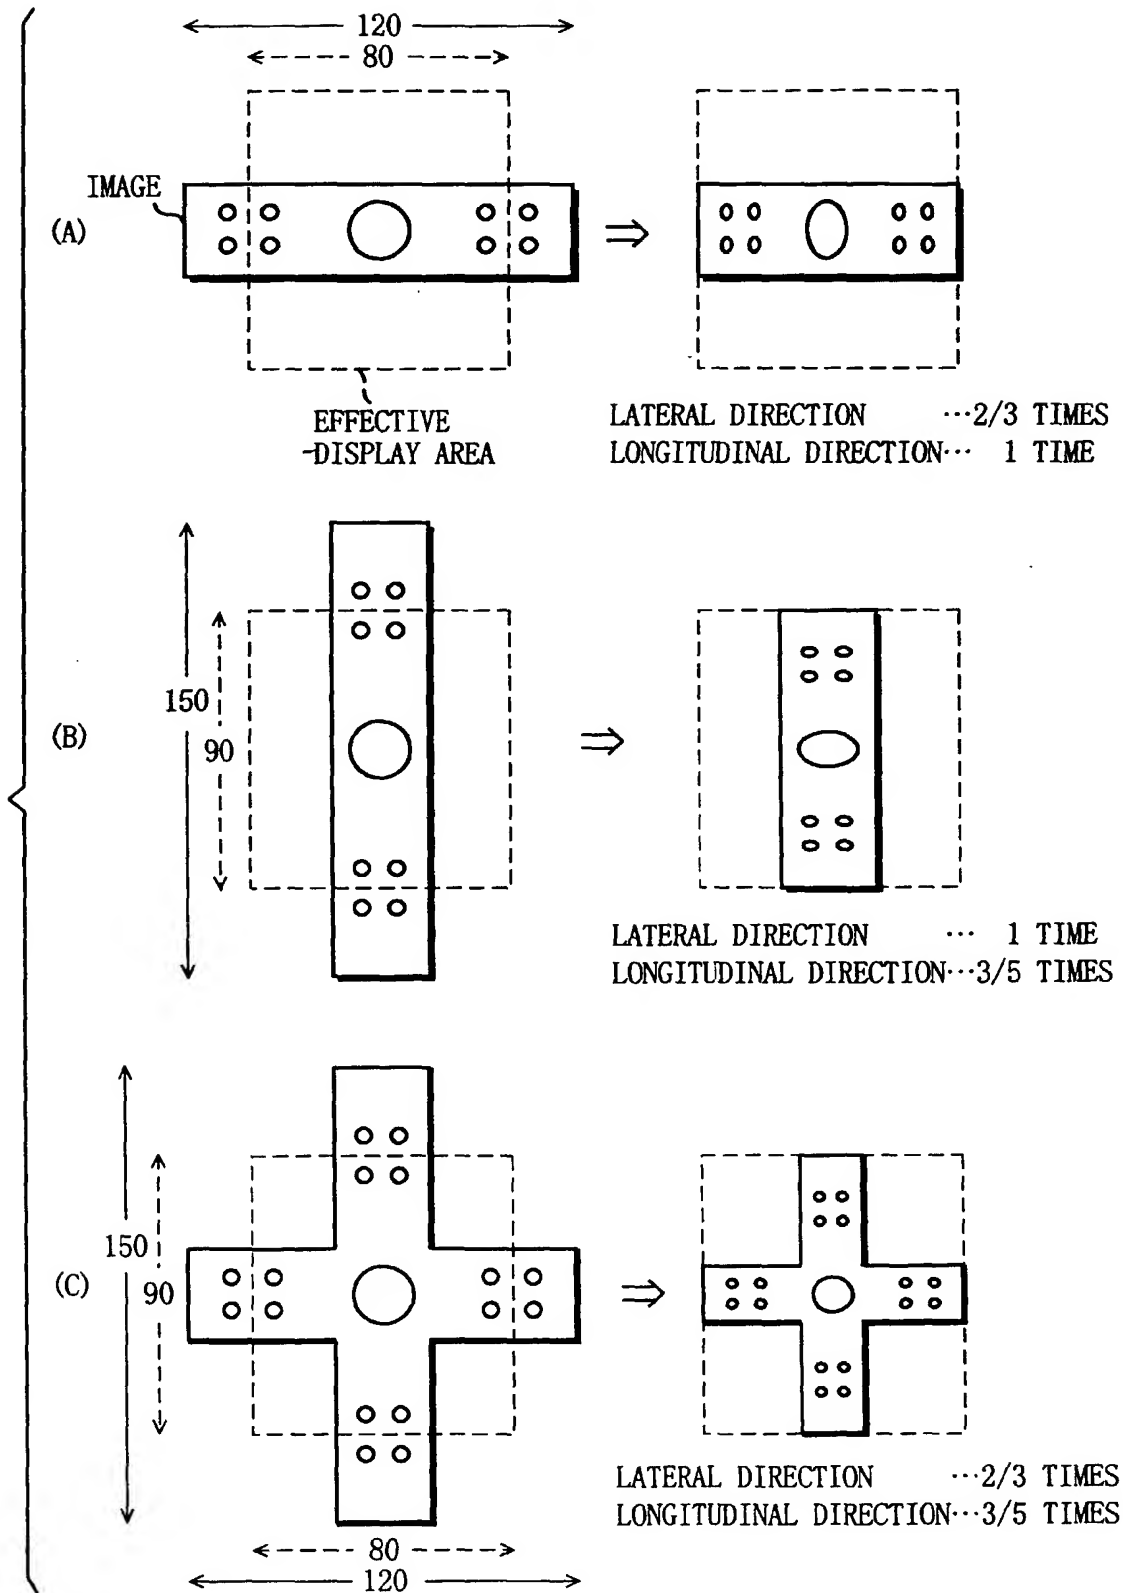 120
80
IMAGE
(A)
EFFECTIVE
DISPLAY AREA
LATERAL DIRECTION ···2/3 TIMES
LONGITUDINAL DIRECTION··· 1 TIME
150
90
(B)
LATERAL DIRECTION ··· 1 TIME
LONGITUDINAL DIRECTION···3/5 TIMES
150
90
(C)
LATERAL DIRECTION ···2/3 TIMES
LONGITUDINAL DIRECTION···3/5 TIMES
80
120